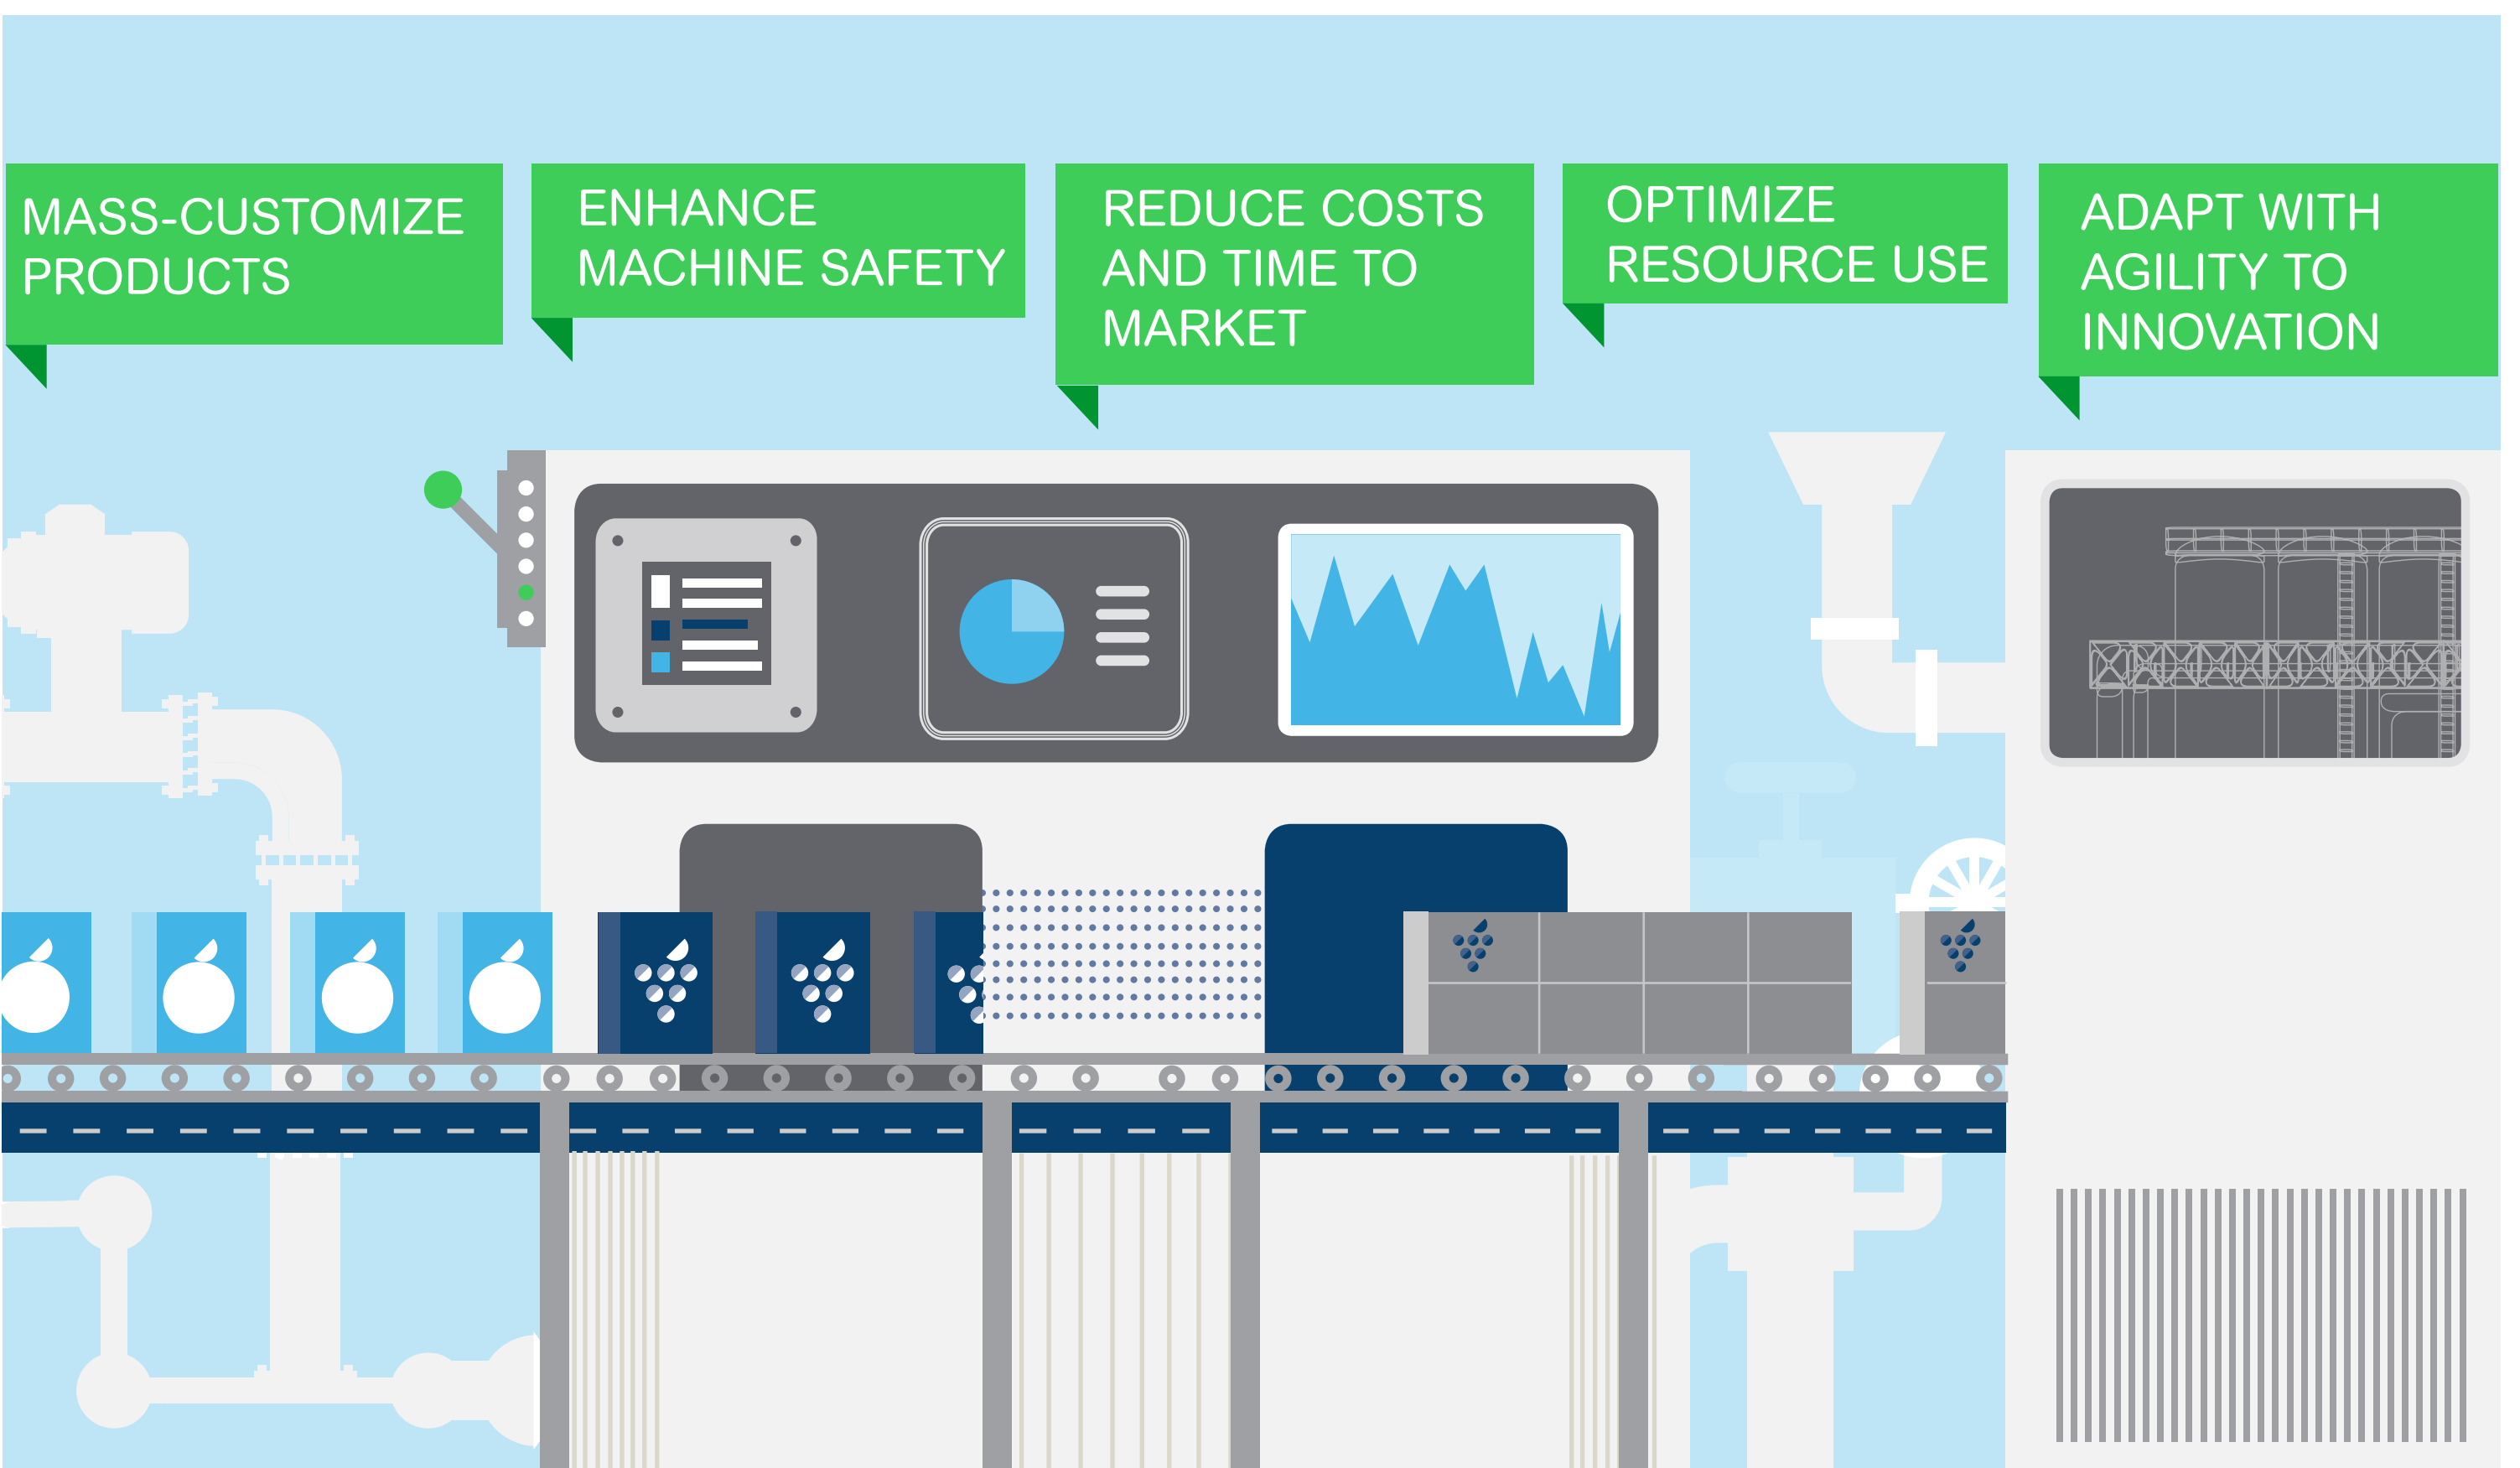 MASS-CUSTOMIZE
PRODUCTS
ENHANCE
MACHINE SAFETY
REDUCE COSTS
AND TIME TO
MARKET
OPTIMIZE
RESOURCE USE
ADAPT WITH
AGILITY TO
INNOVATION